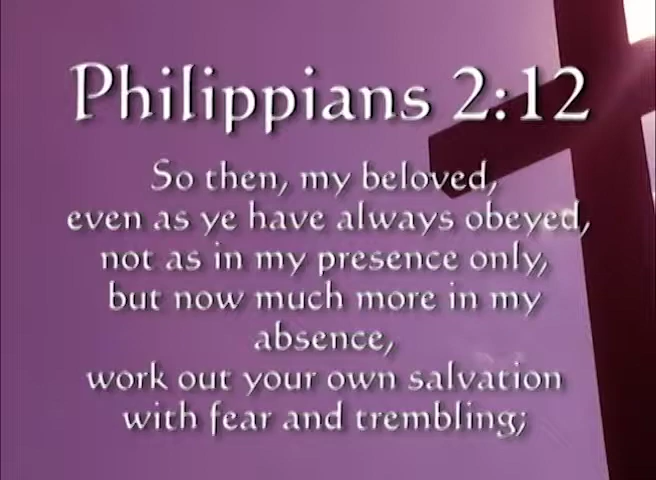 Philippians 2:12
So then, my beloved,
even as ye have always obeyed,
not as in my presence only,
but now much more in my
absence,
work out your own salvation
with fear and trembling;